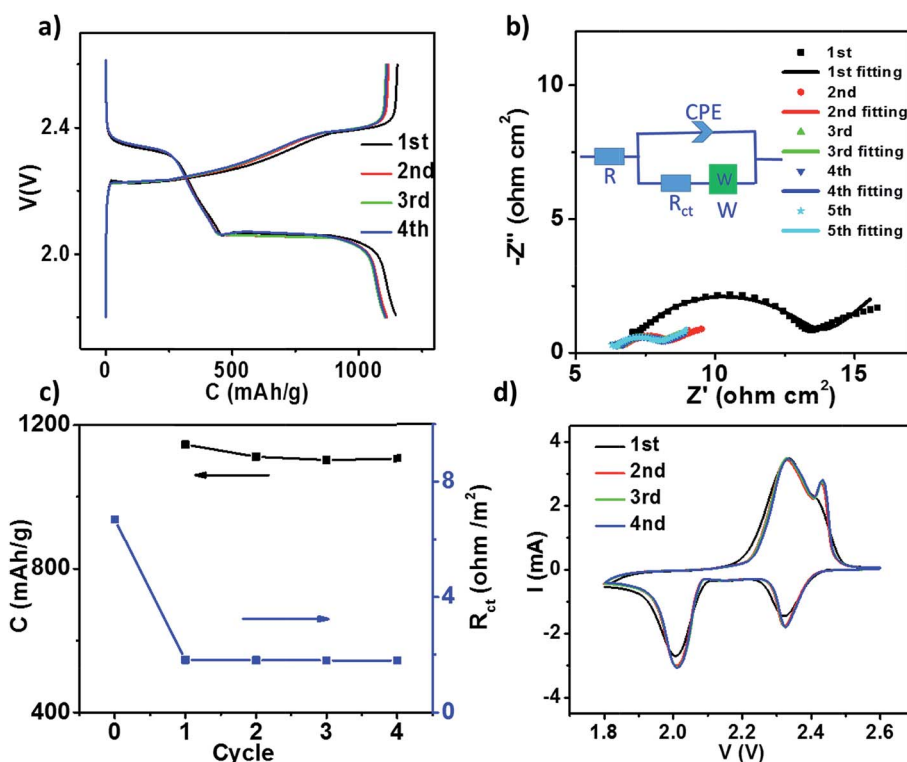 a)
V(V)
2.4
2.0
0
500
1000
C (mAh/g)
1st
2nd
3rd
4th
b)
-Z'' (ohm cm²)
10
5
0
5
10
15
Z' (ohm cm²)
1st
1st fitting
2nd
2nd fitting
3rd
3rd fitting
4th
4th fitting
5th
5th fitting
CPE
R
Rct
W
W
c)
C (mAh/g)
1200
800
400
0
1
2
3
4
Cycle
8
4
0
Rct (ohm /m²)
d)
I (mA)
4
2
0
-2
-4
1.8
2.0
2.2
2.4
2.6
V (V)
1st
2nd
3rd
4nd